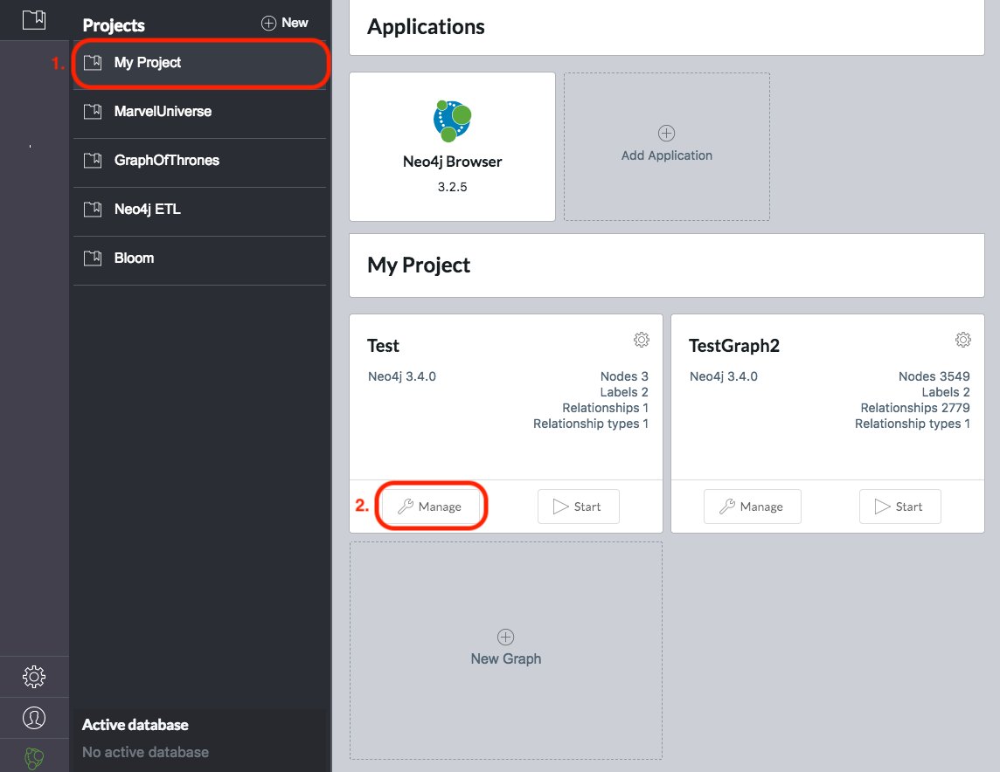 Projects
New
1.
My Project
MarvelUniverse
GraphOfThrones
Neo4j ETL
Bloom
Active database
No active database
Applications
Neo4j Browser
3.2.5
Add Application
My Project
Test
Neo4j 3.4.0
Nodes 3
Labels 2
Relationships 1
Relationship types 1
2.
Manage
Start
TestGraph2
Neo4j 3.4.0
Nodes 3549
Labels 2
Relationships 2779
Relationship types 1
Manage
Start
New Graph